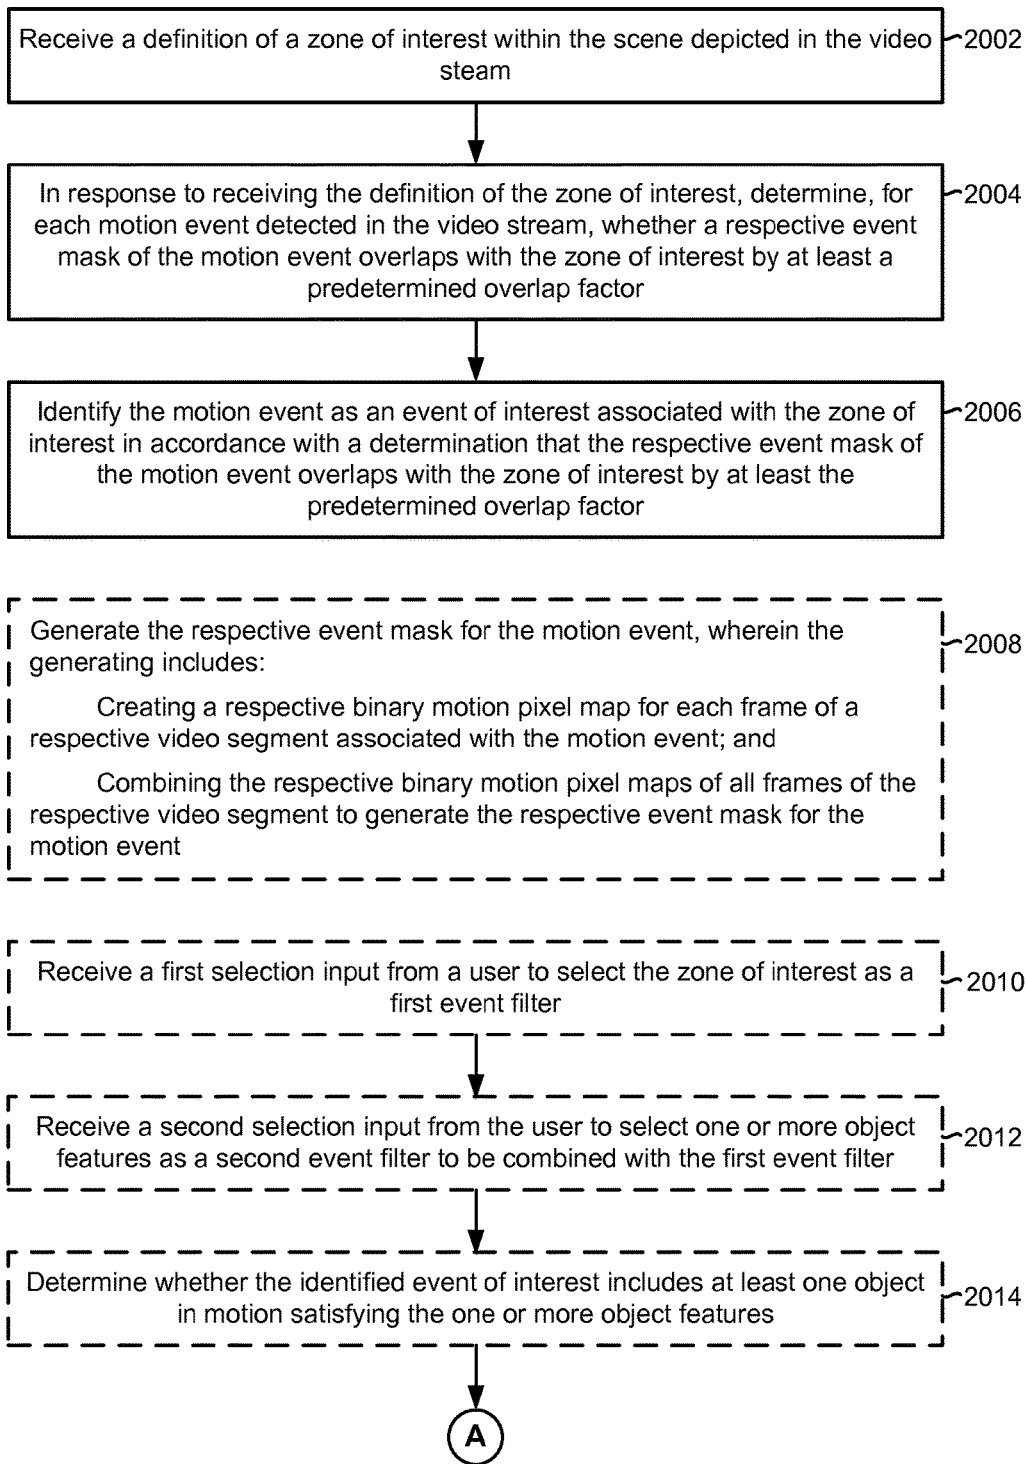 Receive a definition of a zone of interest within the scene depicted in the video
steam
2002
In response to receiving the definition of the zone of interest, determine, for
each motion event detected in the video stream, whether a respective event
mask of the motion event overlaps with the zone of interest by at least a
predetermined overlap factor
2004
Identify the motion event as an event of interest associated with the zone of
interest in accordance with a determination that the respective event mask of
the motion event overlaps with the zone of interest by at least the
predetermined overlap factor
2006
Generate the respective event mask for the motion event, wherein the
generating includes:
Creating a respective binary motion pixel map for each frame of a
respective video segment associated with the motion event; and
Combining the respective binary motion pixel maps of all frames of the
respective video segment to generate the respective event mask for the
motion event
2008
Receive a first selection input from a user to select the zone of interest as a
first event filter
2010
Receive a second selection input from the user to select one or more object
features as a second event filter to be combined with the first event filter
2012
Determine whether the identified event of interest includes at least one object
in motion satisfying the one or more object features
2014
A